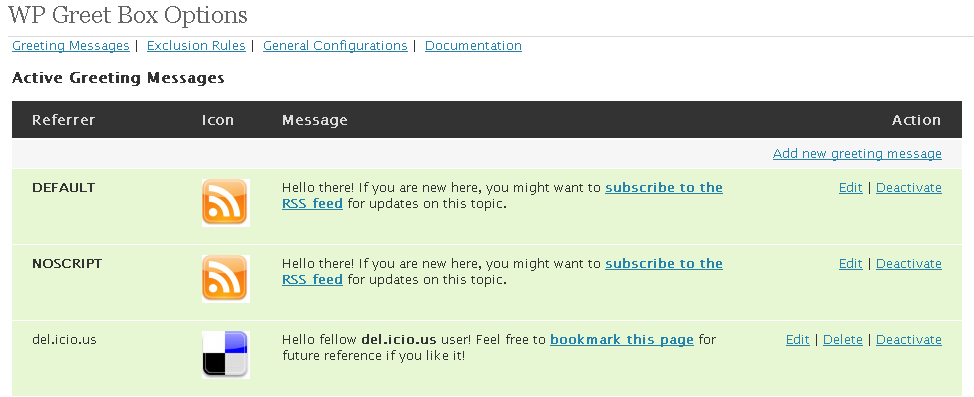 WP Greet Box Options
Greeting Messages | Exclusion Rules | General Configurations | Documentation
Active Greeting Messages
Referrer Icon Message Action
Add new greeting message
DEFAULT Hello there! If you are new here, you might want to subscribe to the Edit | Deactivate
RSS feed for updates on this topic.
NOSCRIPT Hello there! If you are new here, you might want to subscribe to the Edit | Deactivate
RSS feed for updates on this topic.
del.icio.us Hello fellow del.icio.us user! Feel free to bookmark this page for Edit | Delete | Deactivate
future reference if you like it!